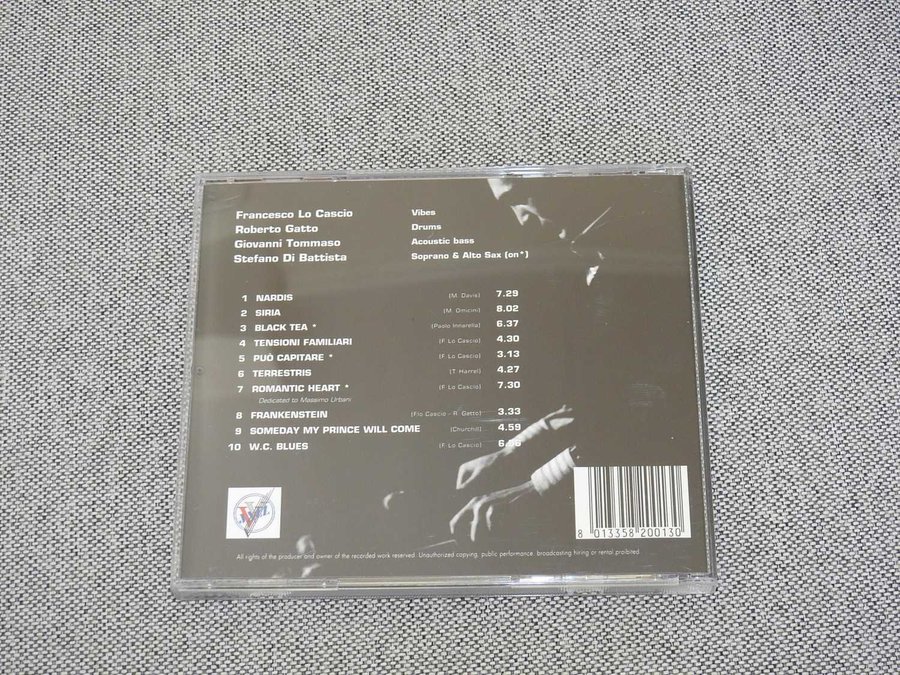 Francesco Lo Cascio Vibes
Roberto Gatto Drums
Giovanni Tommaso Acoustic bass
Stefano Di Battista Soprano & Alto Sax (on*)
1 NARDIS (M. Davis) 7.29
2 SIRIA (M. Omicini) 8.02
3 BLACK TEA * (Paolo Innarella) 6.37
4 TENSIONI FAMILIARI (F. Lo Cascio) 4.30
5 PUÒ CAPITARE * (F. Lo Cascio) 3.13
6 TERRESTRIS (T. Harrel) 4.27
7 ROMANTIC HEART * (F. Lo Cascio) 7.30
Dedicated to Massimo Urbani
8 FRANKENSTEIN (F.lo Cascio - R. Gatto) 3.33
9 SOMEDAY MY PRINCE WILL COME (Churchill) 4.59
10 W.C. BLUES (F. Lo Cascio)
8 013358 200130
All rights of the producer and owner of the recorded work reserved. Unauthorized copying, public performance, broadcasting hiring or rental prohibited.